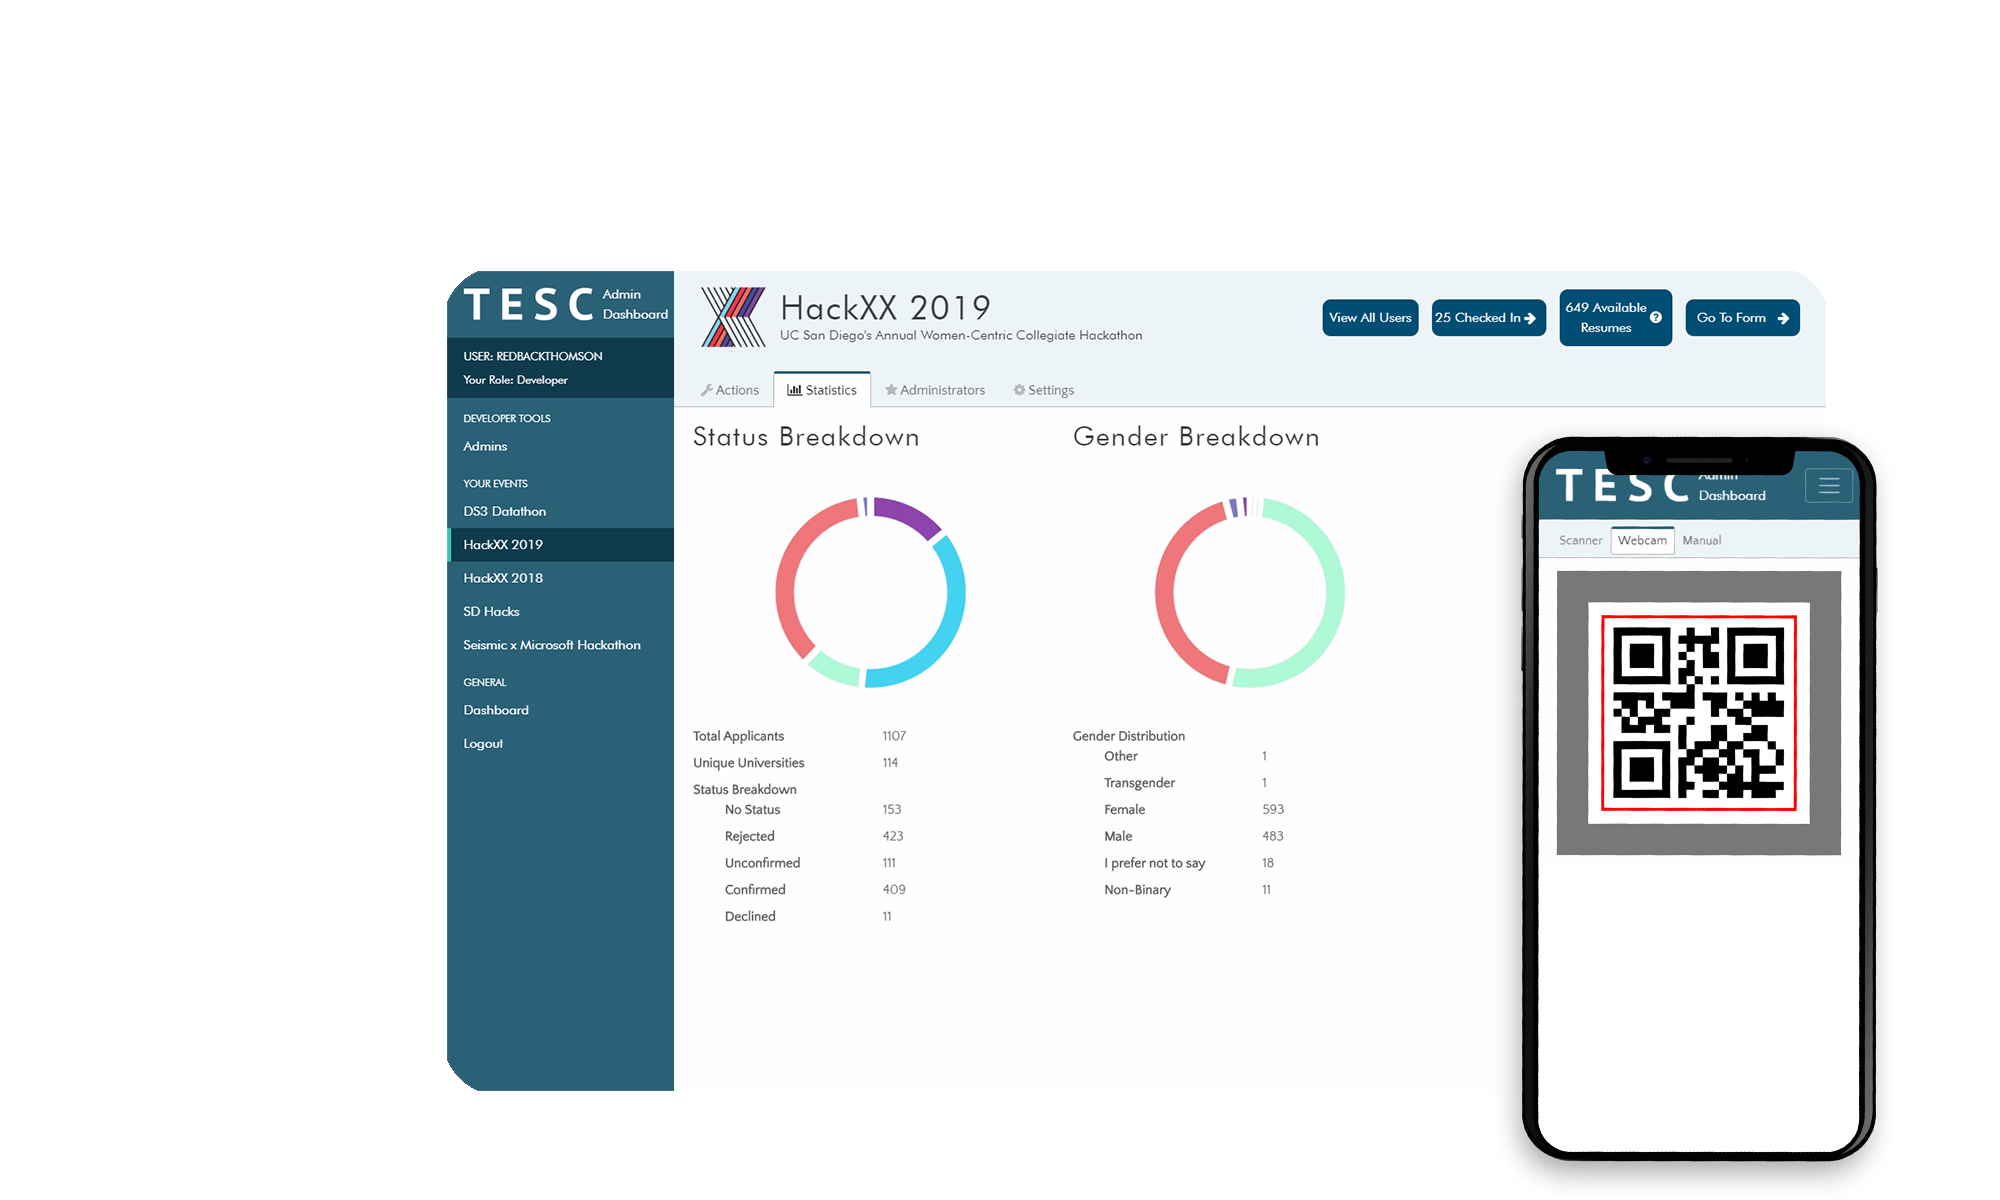 TESC Admin
Dashboard
USER: REDBACKTHOMSON
Your Role: Developer
DEVELOPER TOOLS
Admins
YOUR EVENTS
DS3 Datathon
HackXX 2019
HackXX 2018
SD Hacks
Seismic x Microsoft Hackathon
GENERAL
Dashboard
Logout
HackXX 2019
UC San Diego's Annual Women-Centric Collegiate Hackathon
View All Users
25 Checked In
649 Available
Resumes
Go To Form
Actions
Statistics
Administrators
Settings
Status Breakdown
Total Applicants 1107
Unique Universities 114
Status Breakdown
No Status 153
Rejected 423
Unconfirmed 111
Confirmed 409
Declined 11
Gender Breakdown
Gender Distribution
Other 1
Transgender 1
Female 593
Male 483
I prefer not to say 18
Non-Binary 11
TESC Admin
Dashboard
Scanner
Webcam
Manual